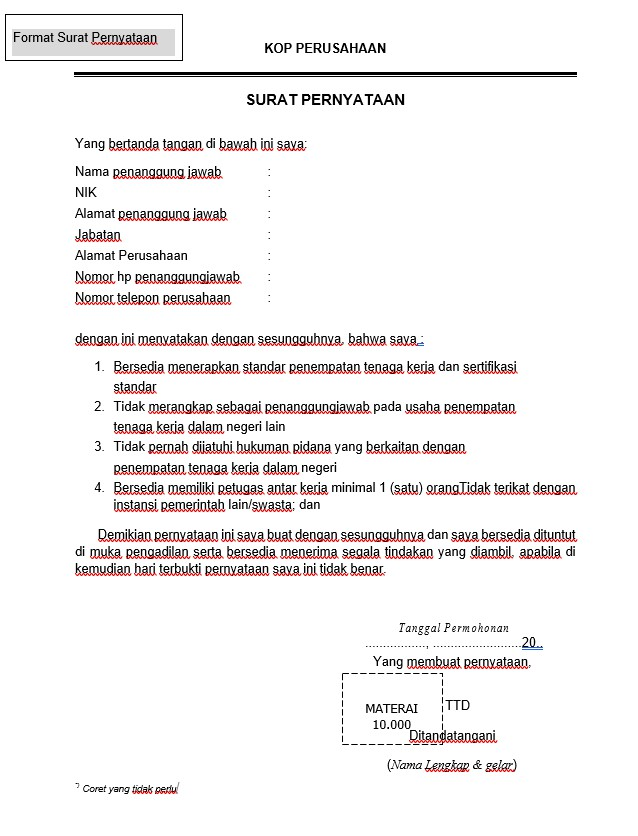 Format Surat Pernyataan
KOP PERUSAHAAN
SURAT PERNYATAAN
Yang bertanda tangan di bawah ini saya:
Nama penanggung jawab :
NIK :
Alamat penanggung jawab :
Jabatan :
Alamat Perusahaan :
Nomor hp penanggungjawab :
Nomor telepon perusahaan :
dengan ini menyatakan dengan sesungguhnya, bahwa saya :
1. Bersedia menerapkan standar penempatan tenaga kerja dan sertifikasi
standar
2. Tidak merangkap sebagai penanggungjawab pada usaha penempatan
tenaga kerja dalam negeri lain
3. Tidak pernah dijatuhi hukuman pidana yang berkaitan dengan
penempatan tenaga kerja dalam negeri
4. Bersedia memiliki petugas antar kerja minimal 1 (satu) orangTidak terikat dengan
instansi pemerintah lain/swasta; dan
Demikian pernyataan ini saya buat dengan sesungguhnya dan saya bersedia dituntut
di muka pengadilan serta bersedia menerima segala tindakan yang diambil, apabila di
kemudian hari terbukti pernyataan saya ini tidak benar.
Tanggal Permohonan
................., .........................20..
Yang membuat pernyataan,
MATERAI
10.000
TTD
Ditandatangani
(Nama Lengkap & gelar)
*) Coret yang tidak perlu